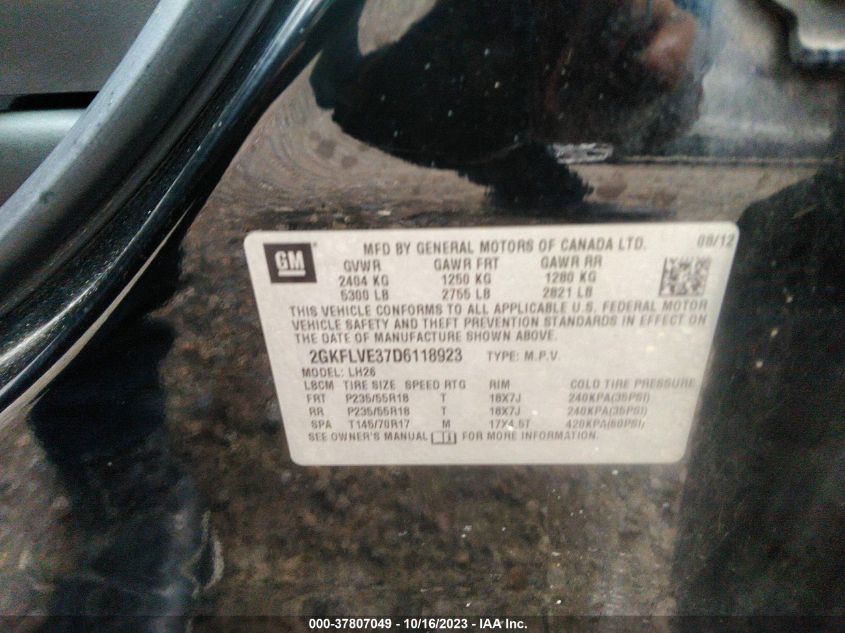 GM
MFD BY GENERAL MOTORS OF CANADA LTD. 08/12
GVWR GAWR FRT GAWR RR
2404 KG 1250 KG 1280 KG
5300 LB 2755 LB 2821 LB
THIS VEHICLE CONFORMS TO ALL APPLICABLE U.S. FEDERAL MOTOR
VEHICLE SAFETY AND THEFT PREVENTION STANDARDS IN EFFECT ON
THE DATE OF MANUFACTURE SHOWN ABOVE.
2GKFLVE37D6118923 TYPE: M.P.V.
MODEL: LH26
LBCM TIRE SIZE SPEED RTG RIM COLD TIRE PRESSURE
FRT P235/55R18 T 18X7J 240KPA(35PSI)
RR P235/55R18 T 18X7J 240KPA(35PSI)
SPA T145/70R17 M 17X4.5T 420KPA(60PSI)
SEE OWNER'S MANUAL FOR MORE INFORMATION.
000-37807049 - 10/16/2023 - IAA Inc.